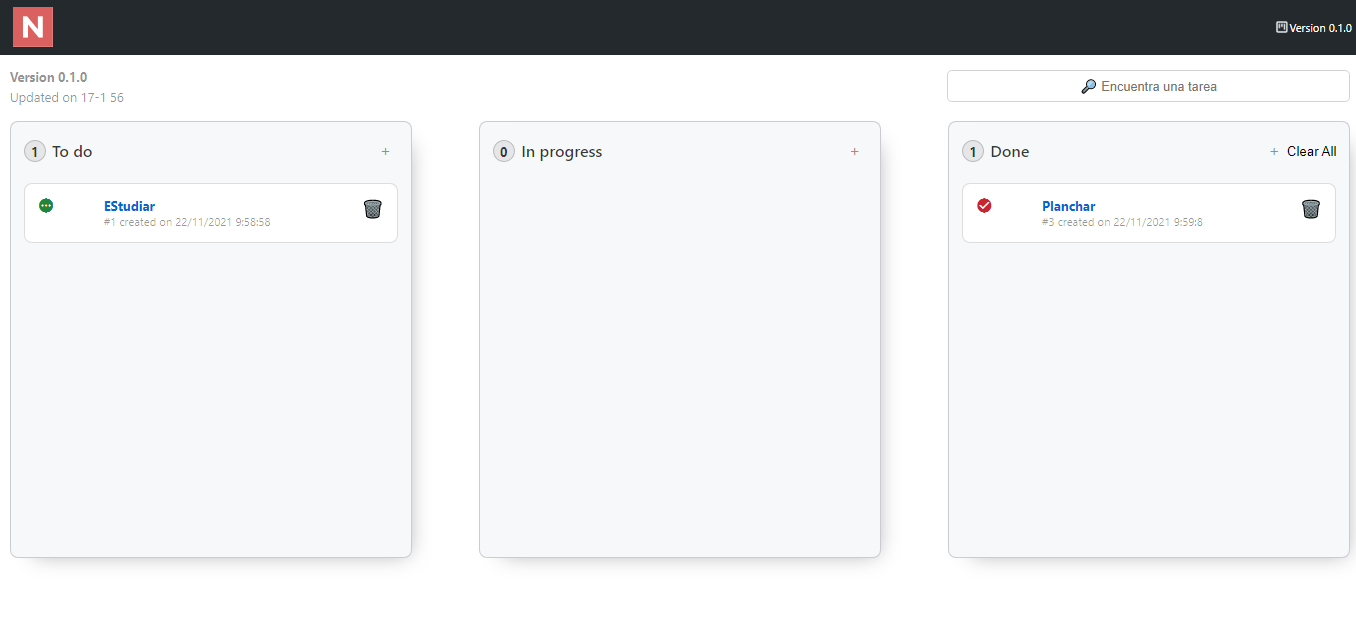 N
Version 0.1.0
Version 0.1.0
Updated on 17-1 56
Encuentra una tarea
1 To do +
EStudiar
#1 created on 22/11/2021 9:58:58
0 In progress +
1 Done + Clear All
Planchar
#3 created on 22/11/2021 9:59:8